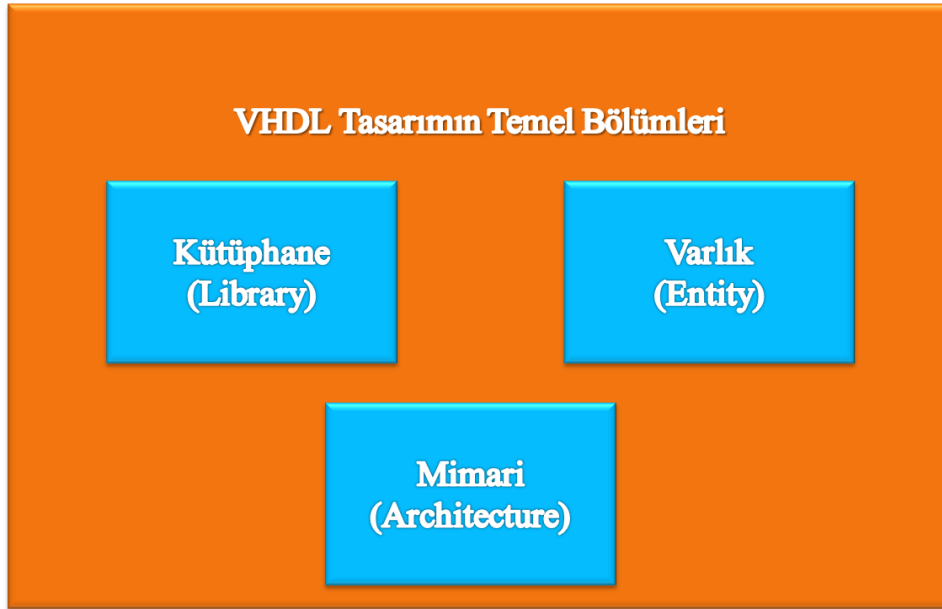 VHDL Tasarımın Temel Bölümleri
Kütüphane
(Library)
Varlık
(Entity)
Mimari
(Architecture)